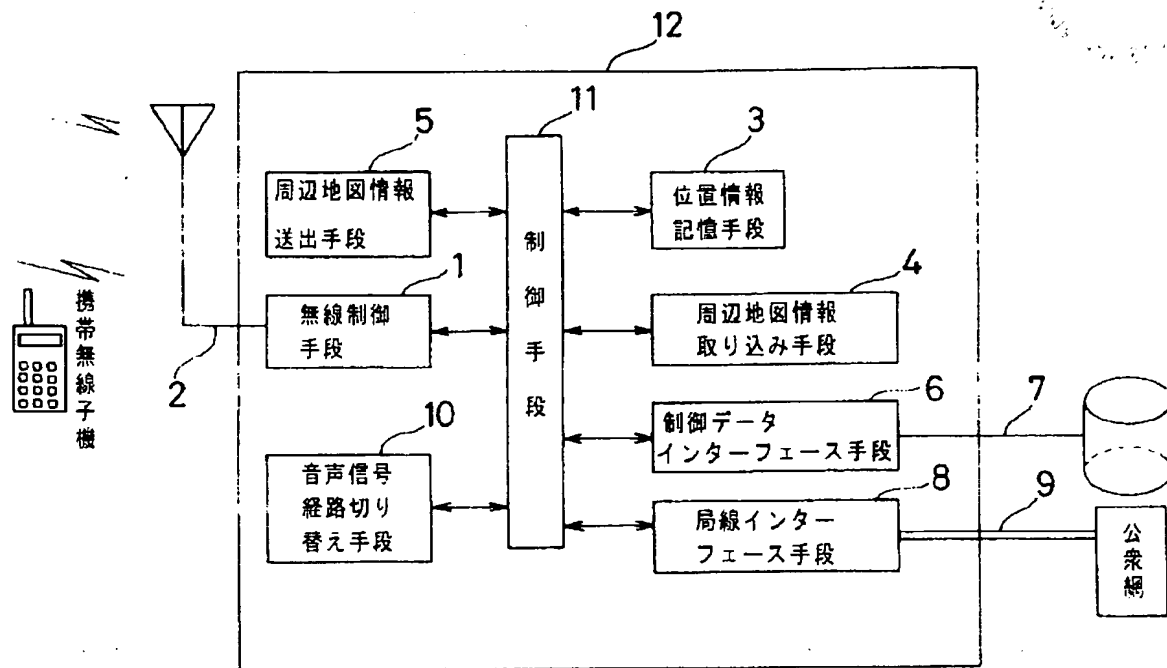 12
11
5
周辺地図情報
送出手段
3
位置情報
記憶手段
制御手段
1
無線制御
手段
2
4
周辺地図情報
取り込み手段
携帯無線子機
6
制御データ
インターフェース手段
7
10
音声信号
経路切り
替え手段
8
局線インター
フェース手段
9
公衆網